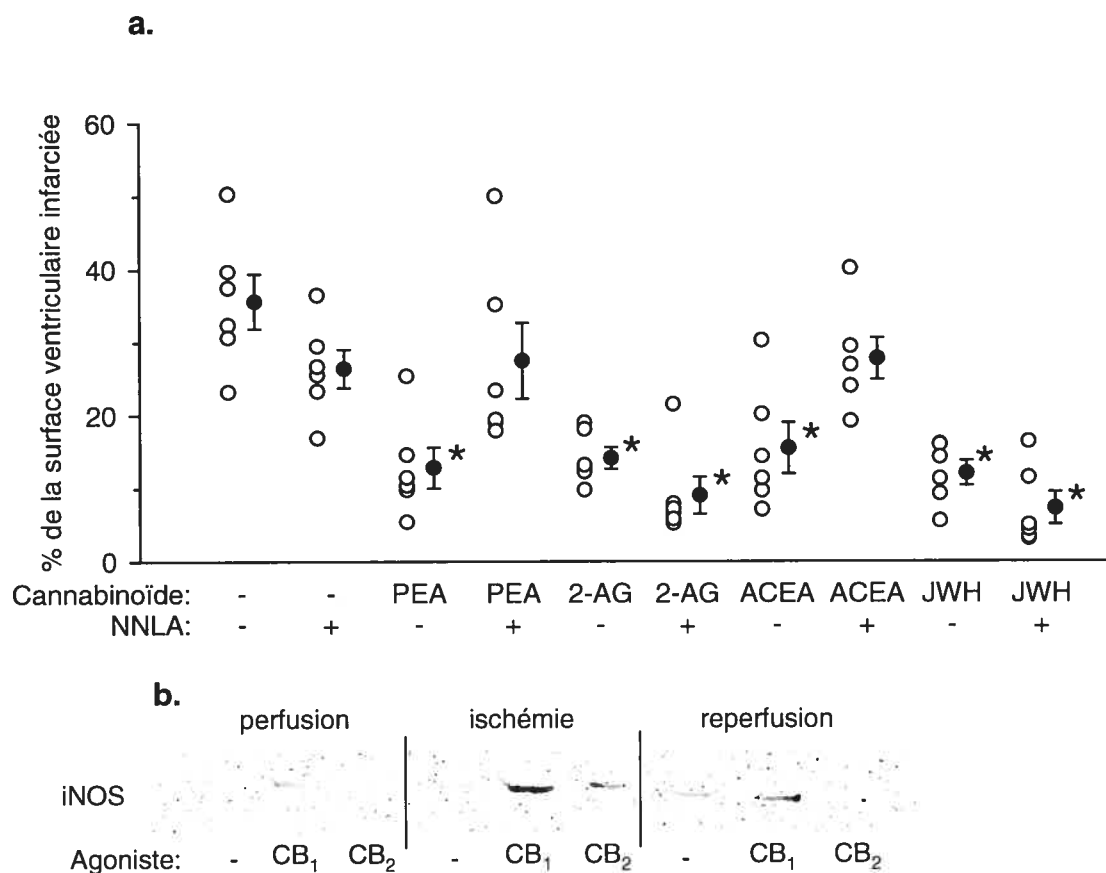 a.
% de la surface ventriculaire infarciée
60
40
20
0
* * * * * *
Cannabinoïde: - - PEA PEA 2-AG 2-AG ACEA ACEA JWH JWH
NNLA: - + - + - + - + - +
b.
perfusion ischémie reperfusion
iNOS
Agoniste: - CB₁ CB₂ - CB₁ CB₂ - CB₁ CB₂